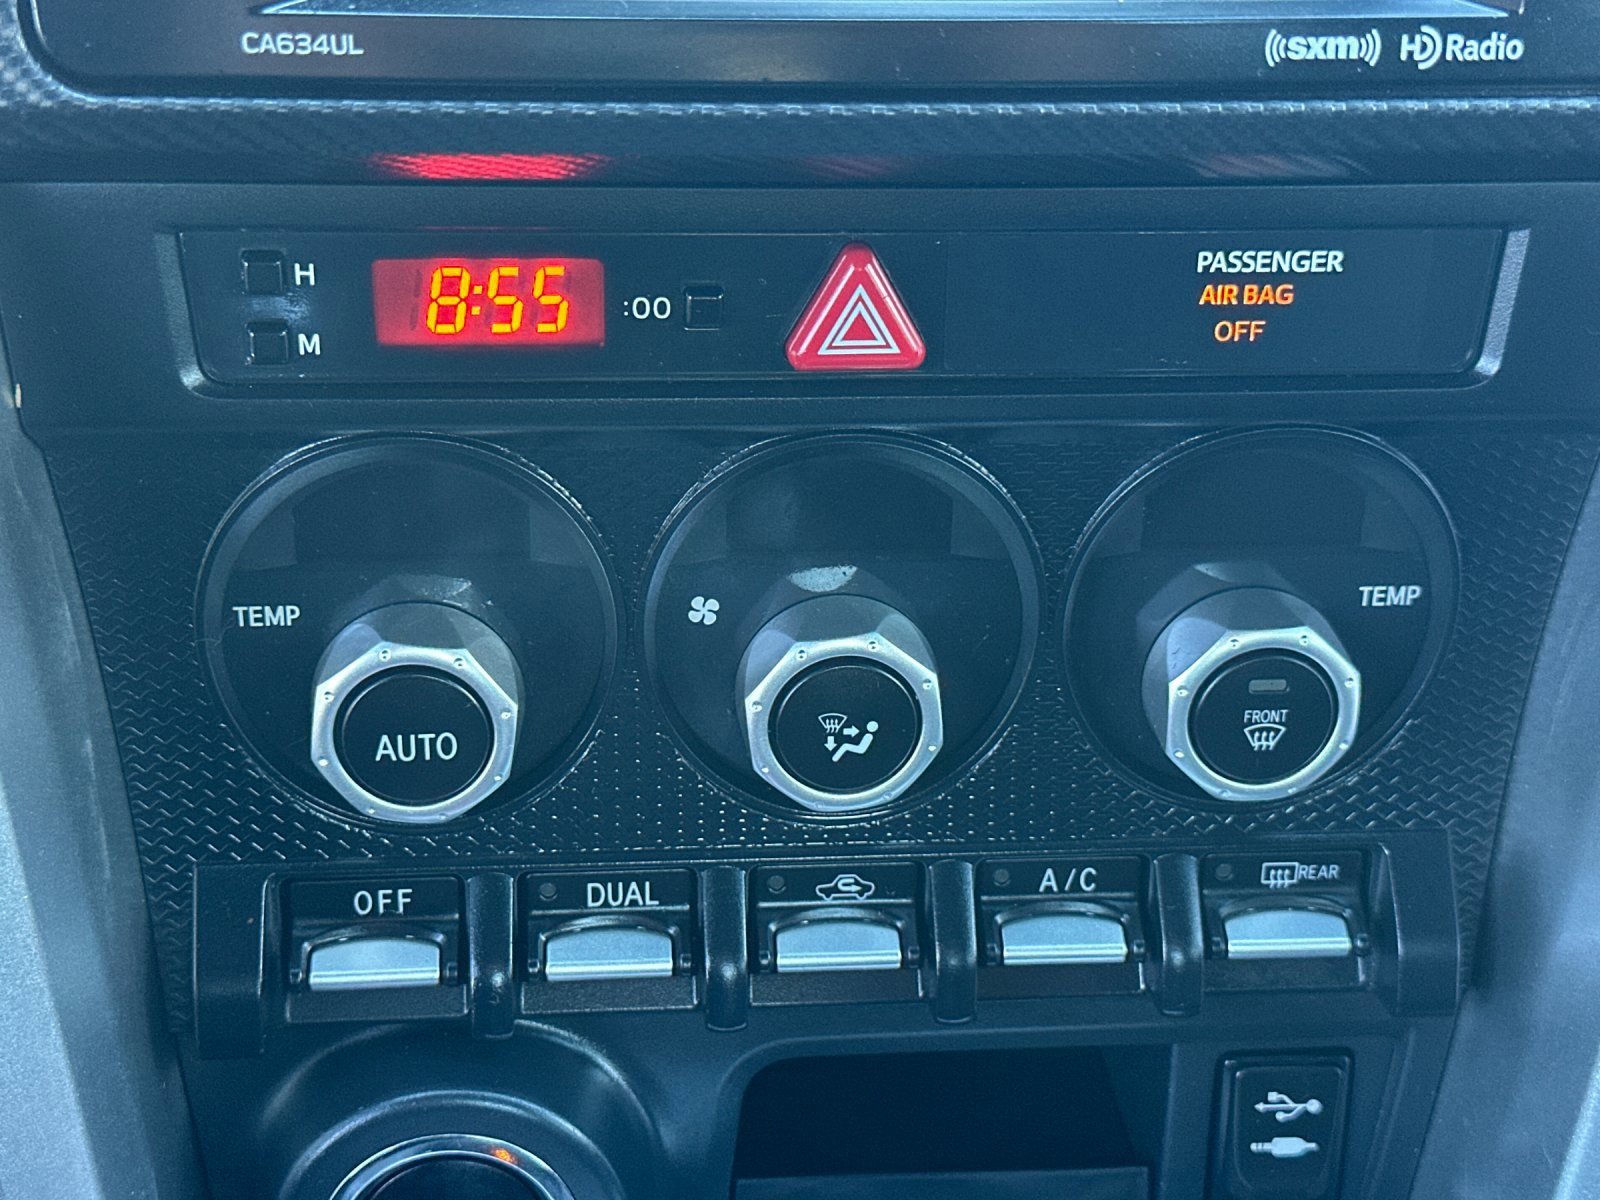 CA634UL
sxm HD Radio
H
8:55
:00
M
PASSENGER
AIR BAG
OFF
TEMP
TEMP
AUTO
FRONT
OFF
DUAL
A/C
REAR